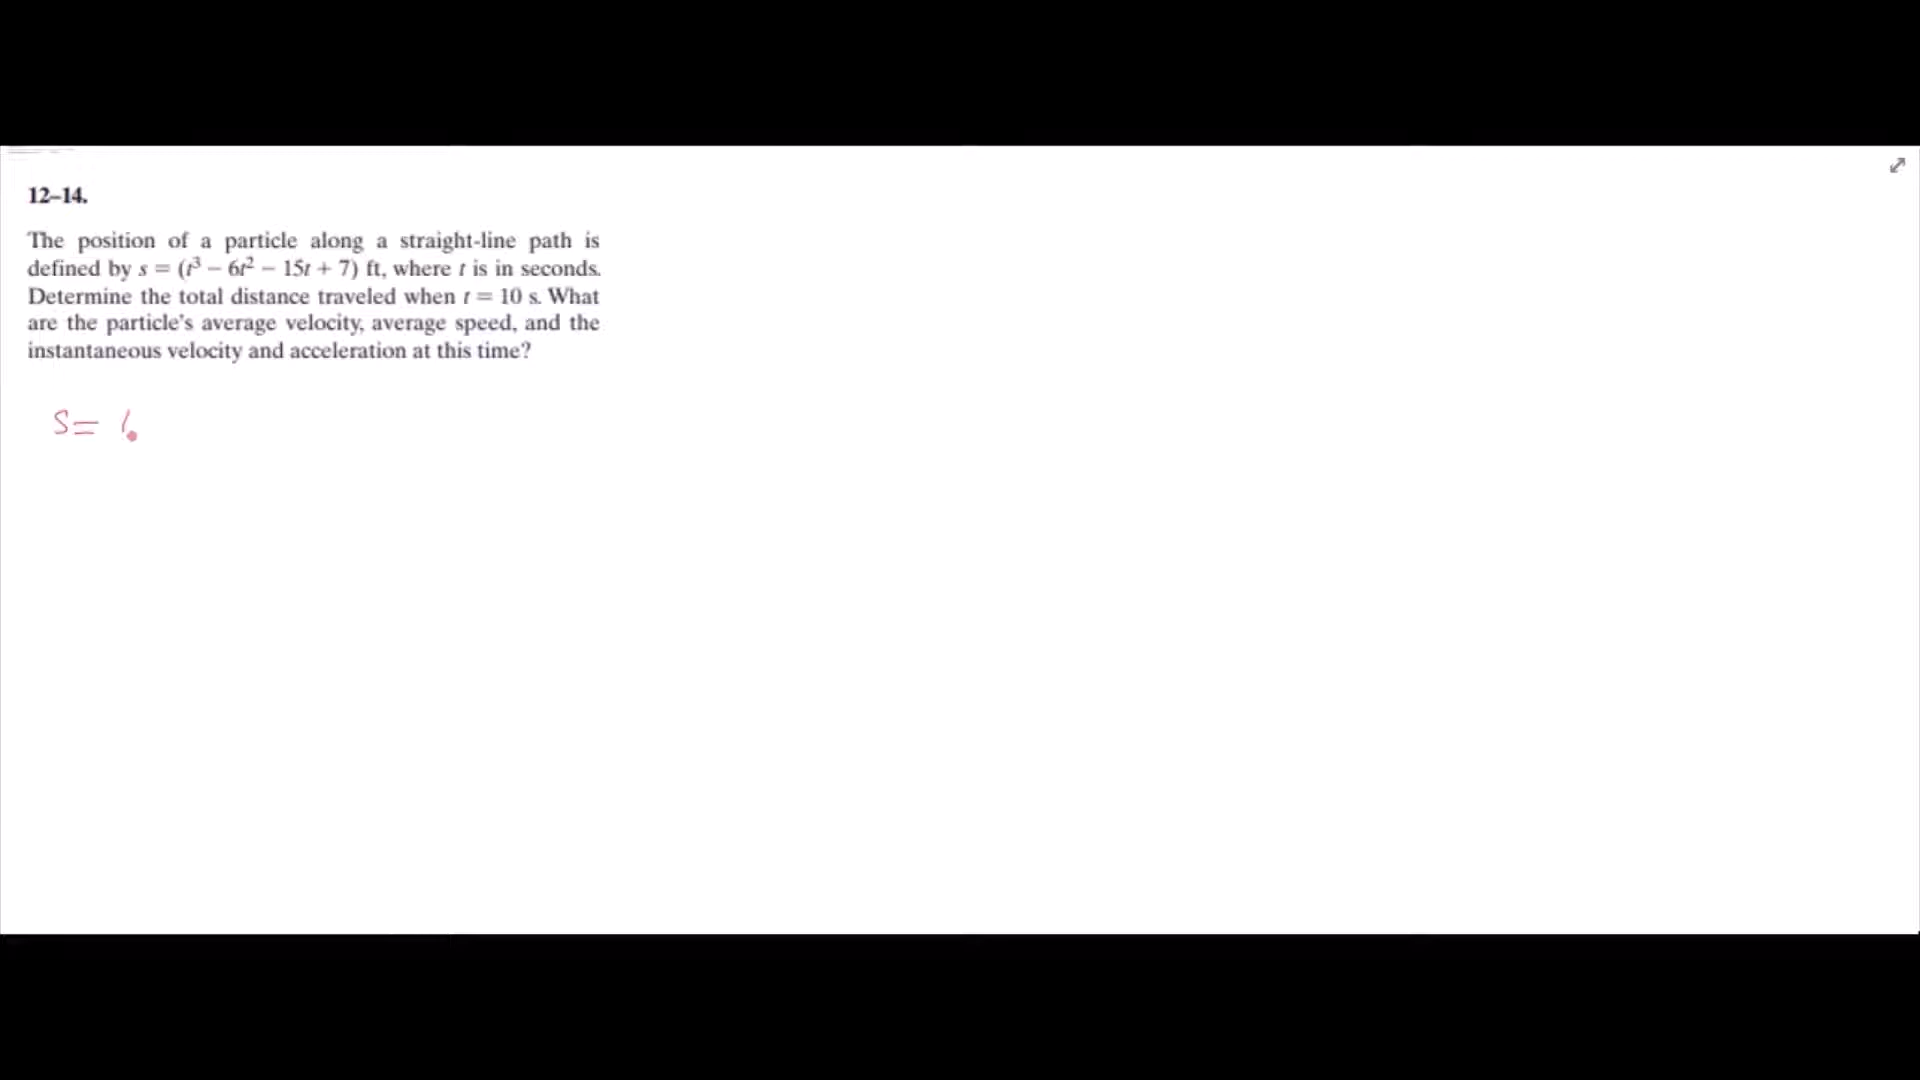 12–14.
The position of a particle along a straight-line path is
defined by s = (t³ − 6t² − 15t + 7) ft, where t is in seconds.
Determine the total distance traveled when t = 10 s. What
are the particle's average velocity, average speed, and the
instantaneous velocity and acceleration at this time?
S=